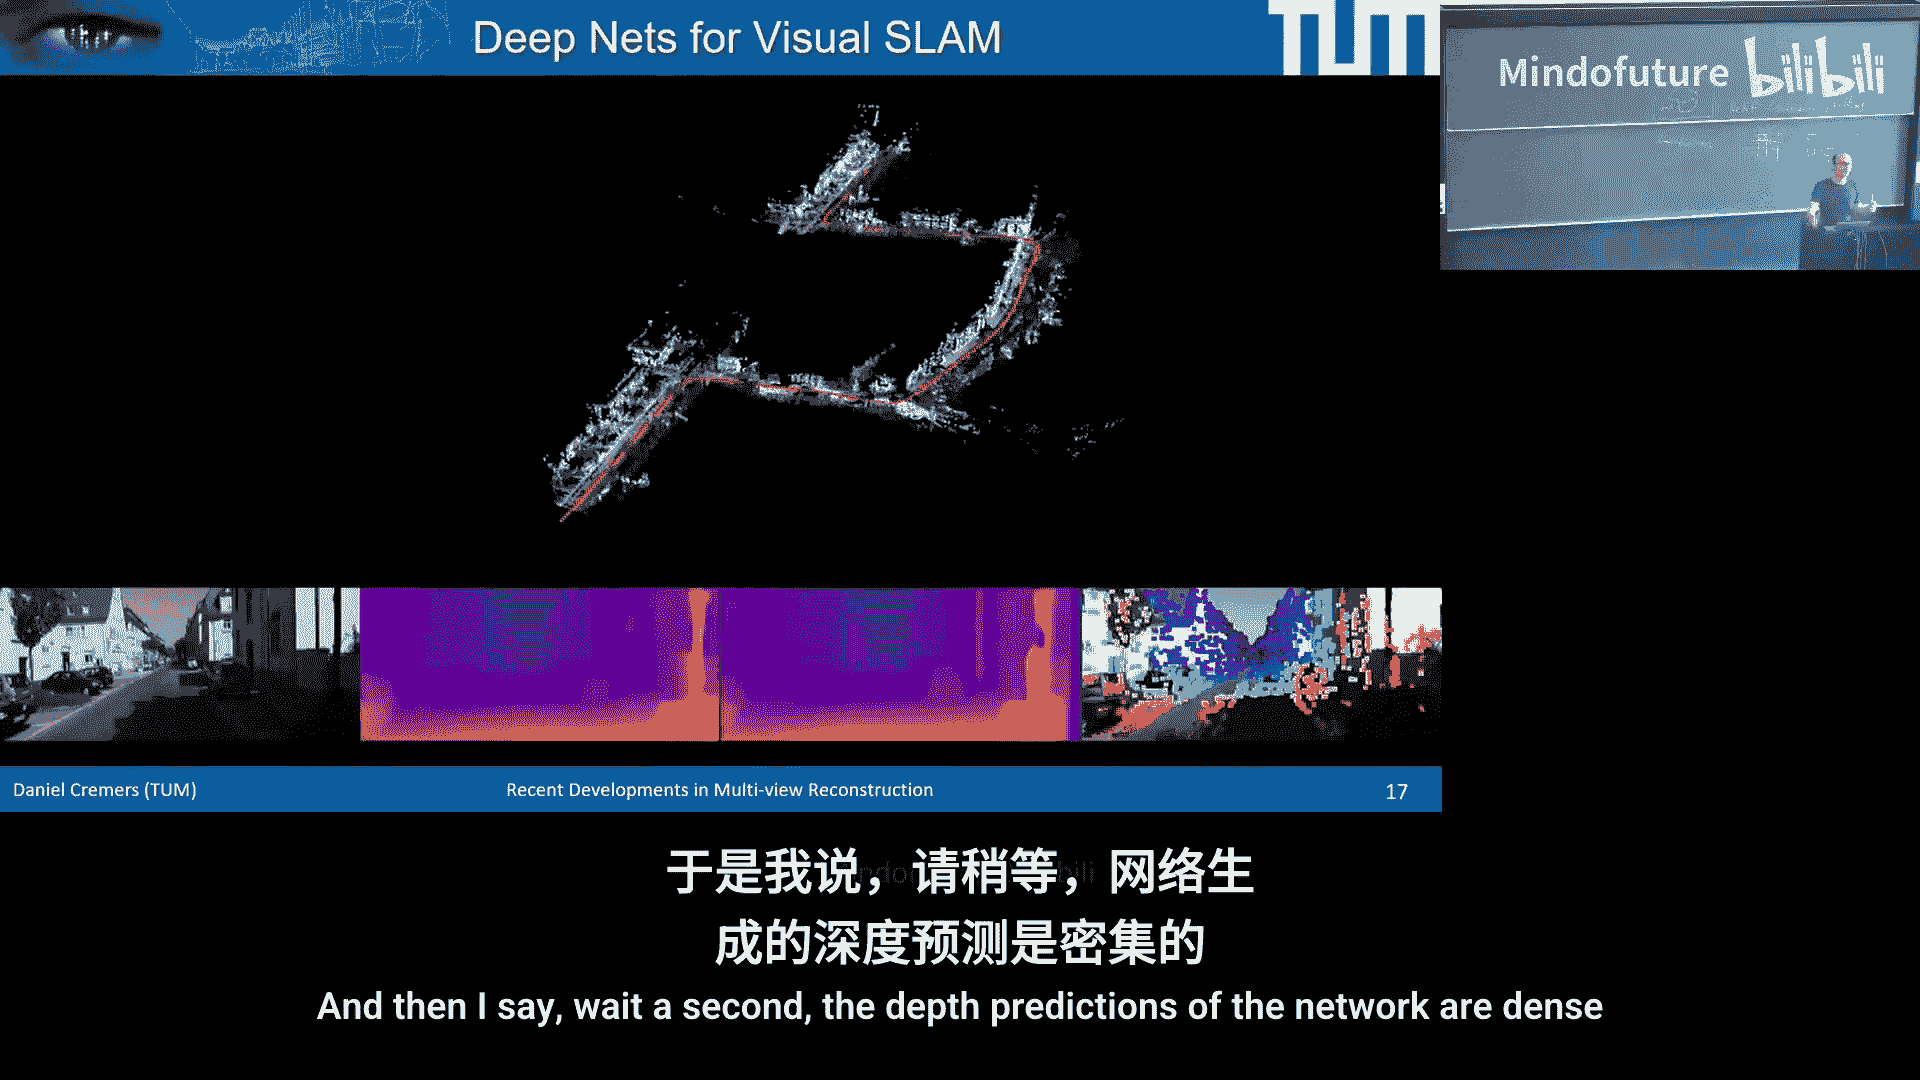 Deep Nets for Visual SLAM
TUM
Mindofuture bilibili
Daniel Cremers (TUM)
Recent Developments in Multi-view Reconstruction
17
于是我说，请稍等，网络生
成的深度预测是密集的
And then I say, wait a second, the depth predictions of the network are dense